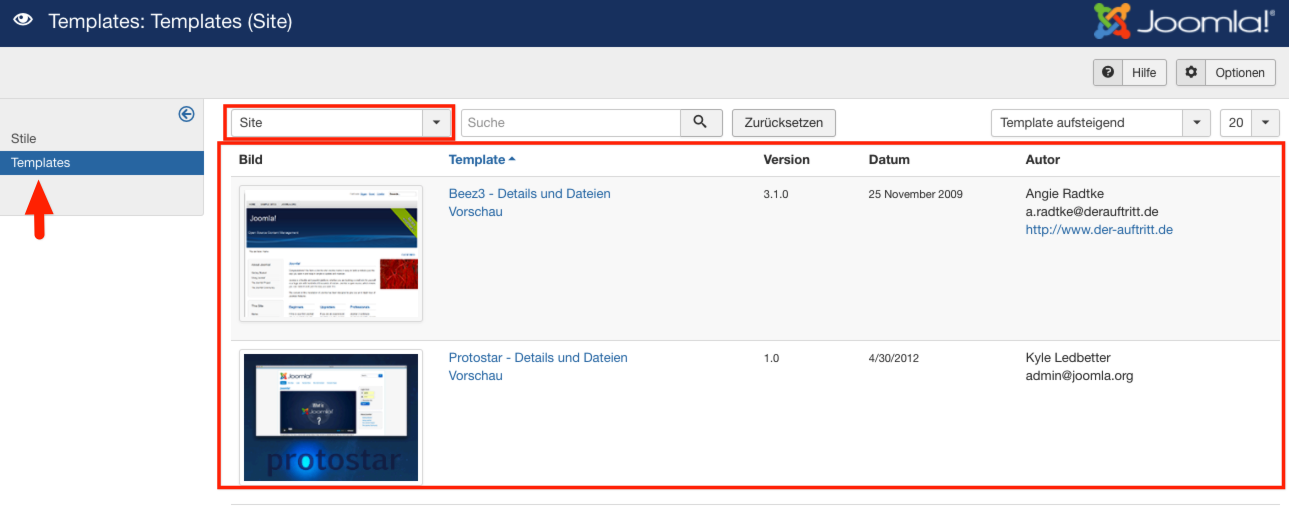 Templates: Templates (Site)
Joomla!
Hilfe
Optionen
Stile
Templates
Site
Suche
Zurücksetzen
Template aufsteigend
20
Bild Template Version Datum Autor
Beez3 - Details und Dateien 3.1.0 25 November 2009 Angie Radtke
Vorschau a.radtke@derauftritt.de
http://www.der-auftritt.de
Joomla!
Protostar - Details und Dateien 1.0 4/30/2012 Kyle Ledbetter
Vorschau admin@joomla.org
Joomla!
Joomla!
?
protostar